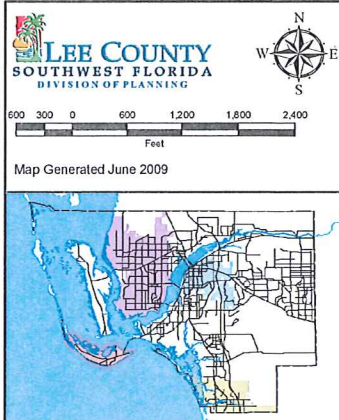 LEE COUNTY
SOUTHWEST FLORIDA
DIVISION OF PLANNING
N
W E
S
600 300 0 600 1,200 1,800 2,400
Feet
Map Generated June 2009